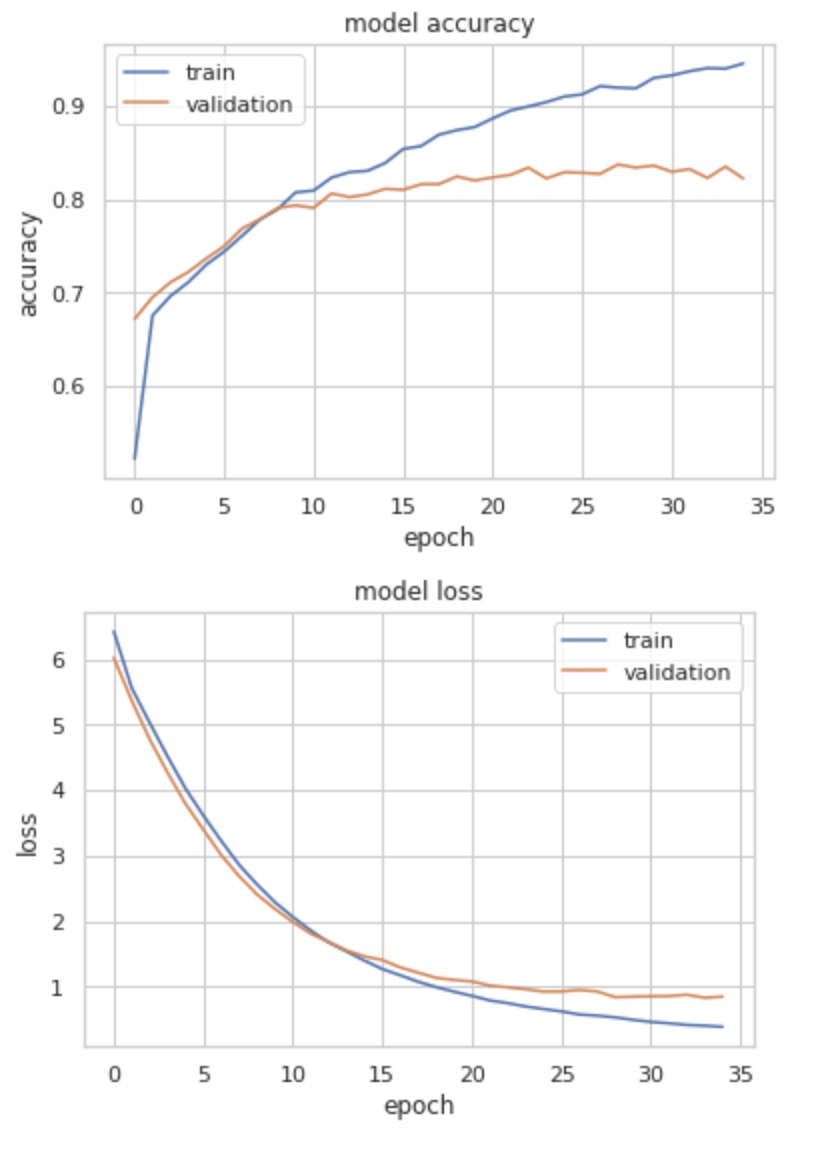 model accuracy
train
validation
0.9
0.8
0.7
0.6
accuracy
0 5 10 15 20 25 30 35
epoch
model loss
train
validation
6
5
4
3
2
1
loss
0 5 10 15 20 25 30 35
epoch